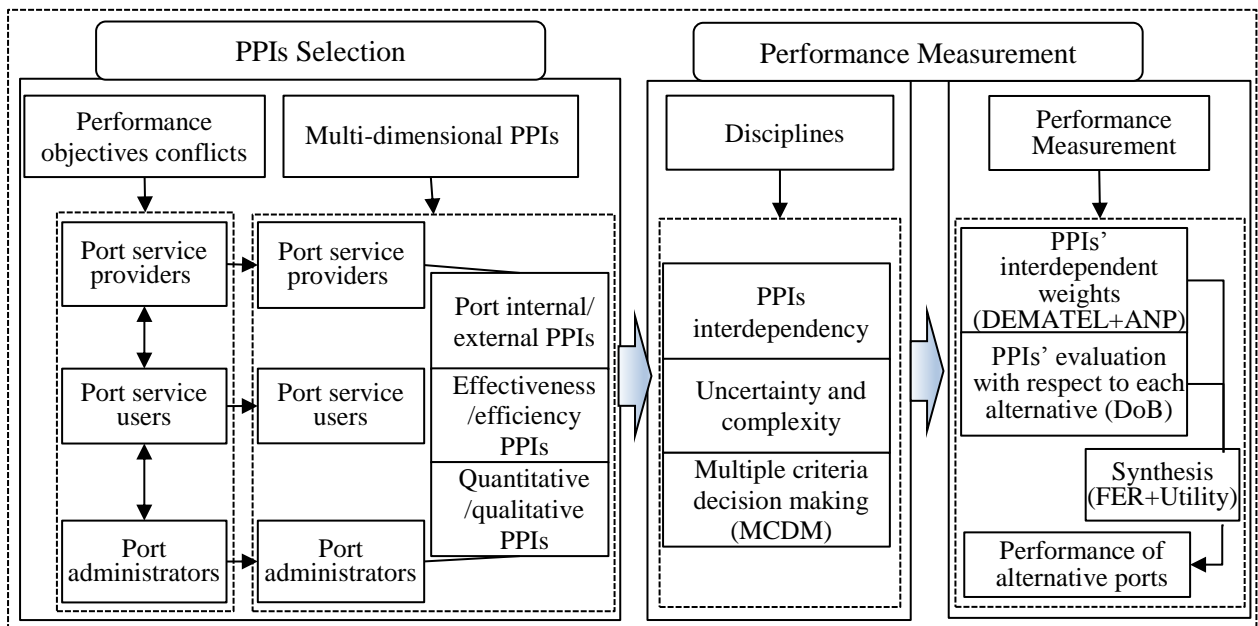 PPIs Selection
Performance
objectives conflicts
Multi-dimensional PPIs
Port service
providers
Port service
users
Port
administrators
Port service
providers
Port service
users
Port
administrators
Port internal/
external PPIs
Effectiveness
/efficiency
PPIs
Quantitative
/qualitative
PPIs
Performance Measurement
Disciplines
PPIs
interdependency
Uncertainty and
complexity
Multiple criteria
decision making
(MCDM)
Performance
Measurement
PPIs’
interdependent
weights
(DEMATEL+ANP)
PPIs’ evaluation
with respect to each
alternative (DoB)
Synthesis
(FER+Utility)
Performance of
alternative ports